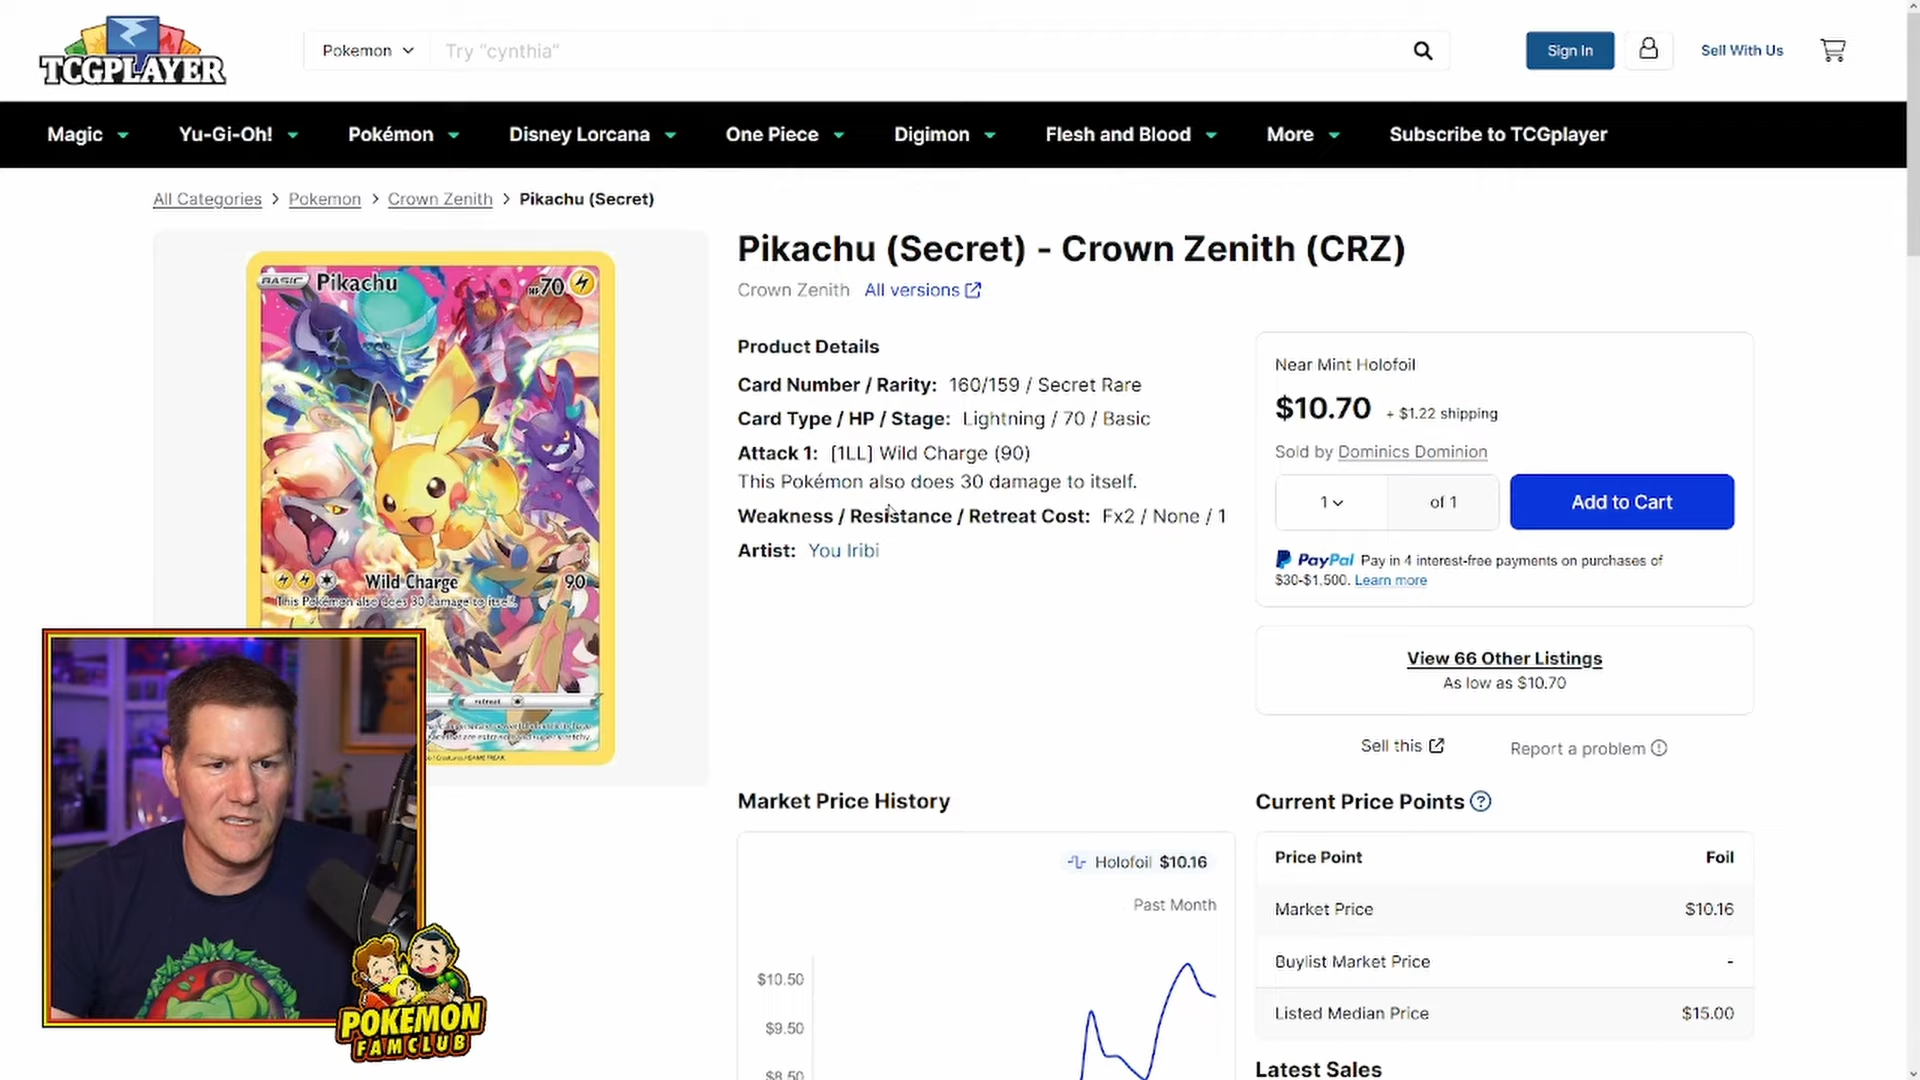 TCGPLAYER
Pokemon
Try "cynthia"
Sign In
Sell With Us
Magic
Yu-Gi-Oh!
Pokémon
Disney Lorcana
One Piece
Digimon
Flesh and Blood
More
Subscribe to TCGplayer
All Categories > Pokemon > Crown Zenith > Pikachu (Secret)
BASIC Pikachu HP70
Wild Charge 90
This Pokémon also does 30 damage to itself.
retreat
Pikachu (Secret) - Crown Zenith (CRZ)
Crown Zenith All versions
Product Details
Card Number / Rarity: 160/159 / Secret Rare
Card Type / HP / Stage: Lightning / 70 / Basic
Attack 1: [1LL] Wild Charge (90)
This Pokémon also does 30 damage to itself.
Weakness / Resistance / Retreat Cost: Fx2 / None / 1
Artist: You Iribi
Near Mint Holofoil
$10.70 + $1.22 shipping
Sold by Dominics Dominion
1
of 1
Add to Cart
PayPal Pay in 4 interest-free payments on purchases of
$30-$1,500. Learn more
View 66 Other Listings
As low as $10.70
Sell this
Report a problem
Market Price History
Holofoil $10.16
Past Month
$10.50
$9.50
$8.50
Current Price Points
Price Point Foil
Market Price $10.16
Buylist Market Price -
Listed Median Price $15.00
Latest Sales
POKEMON
FAMCLUB